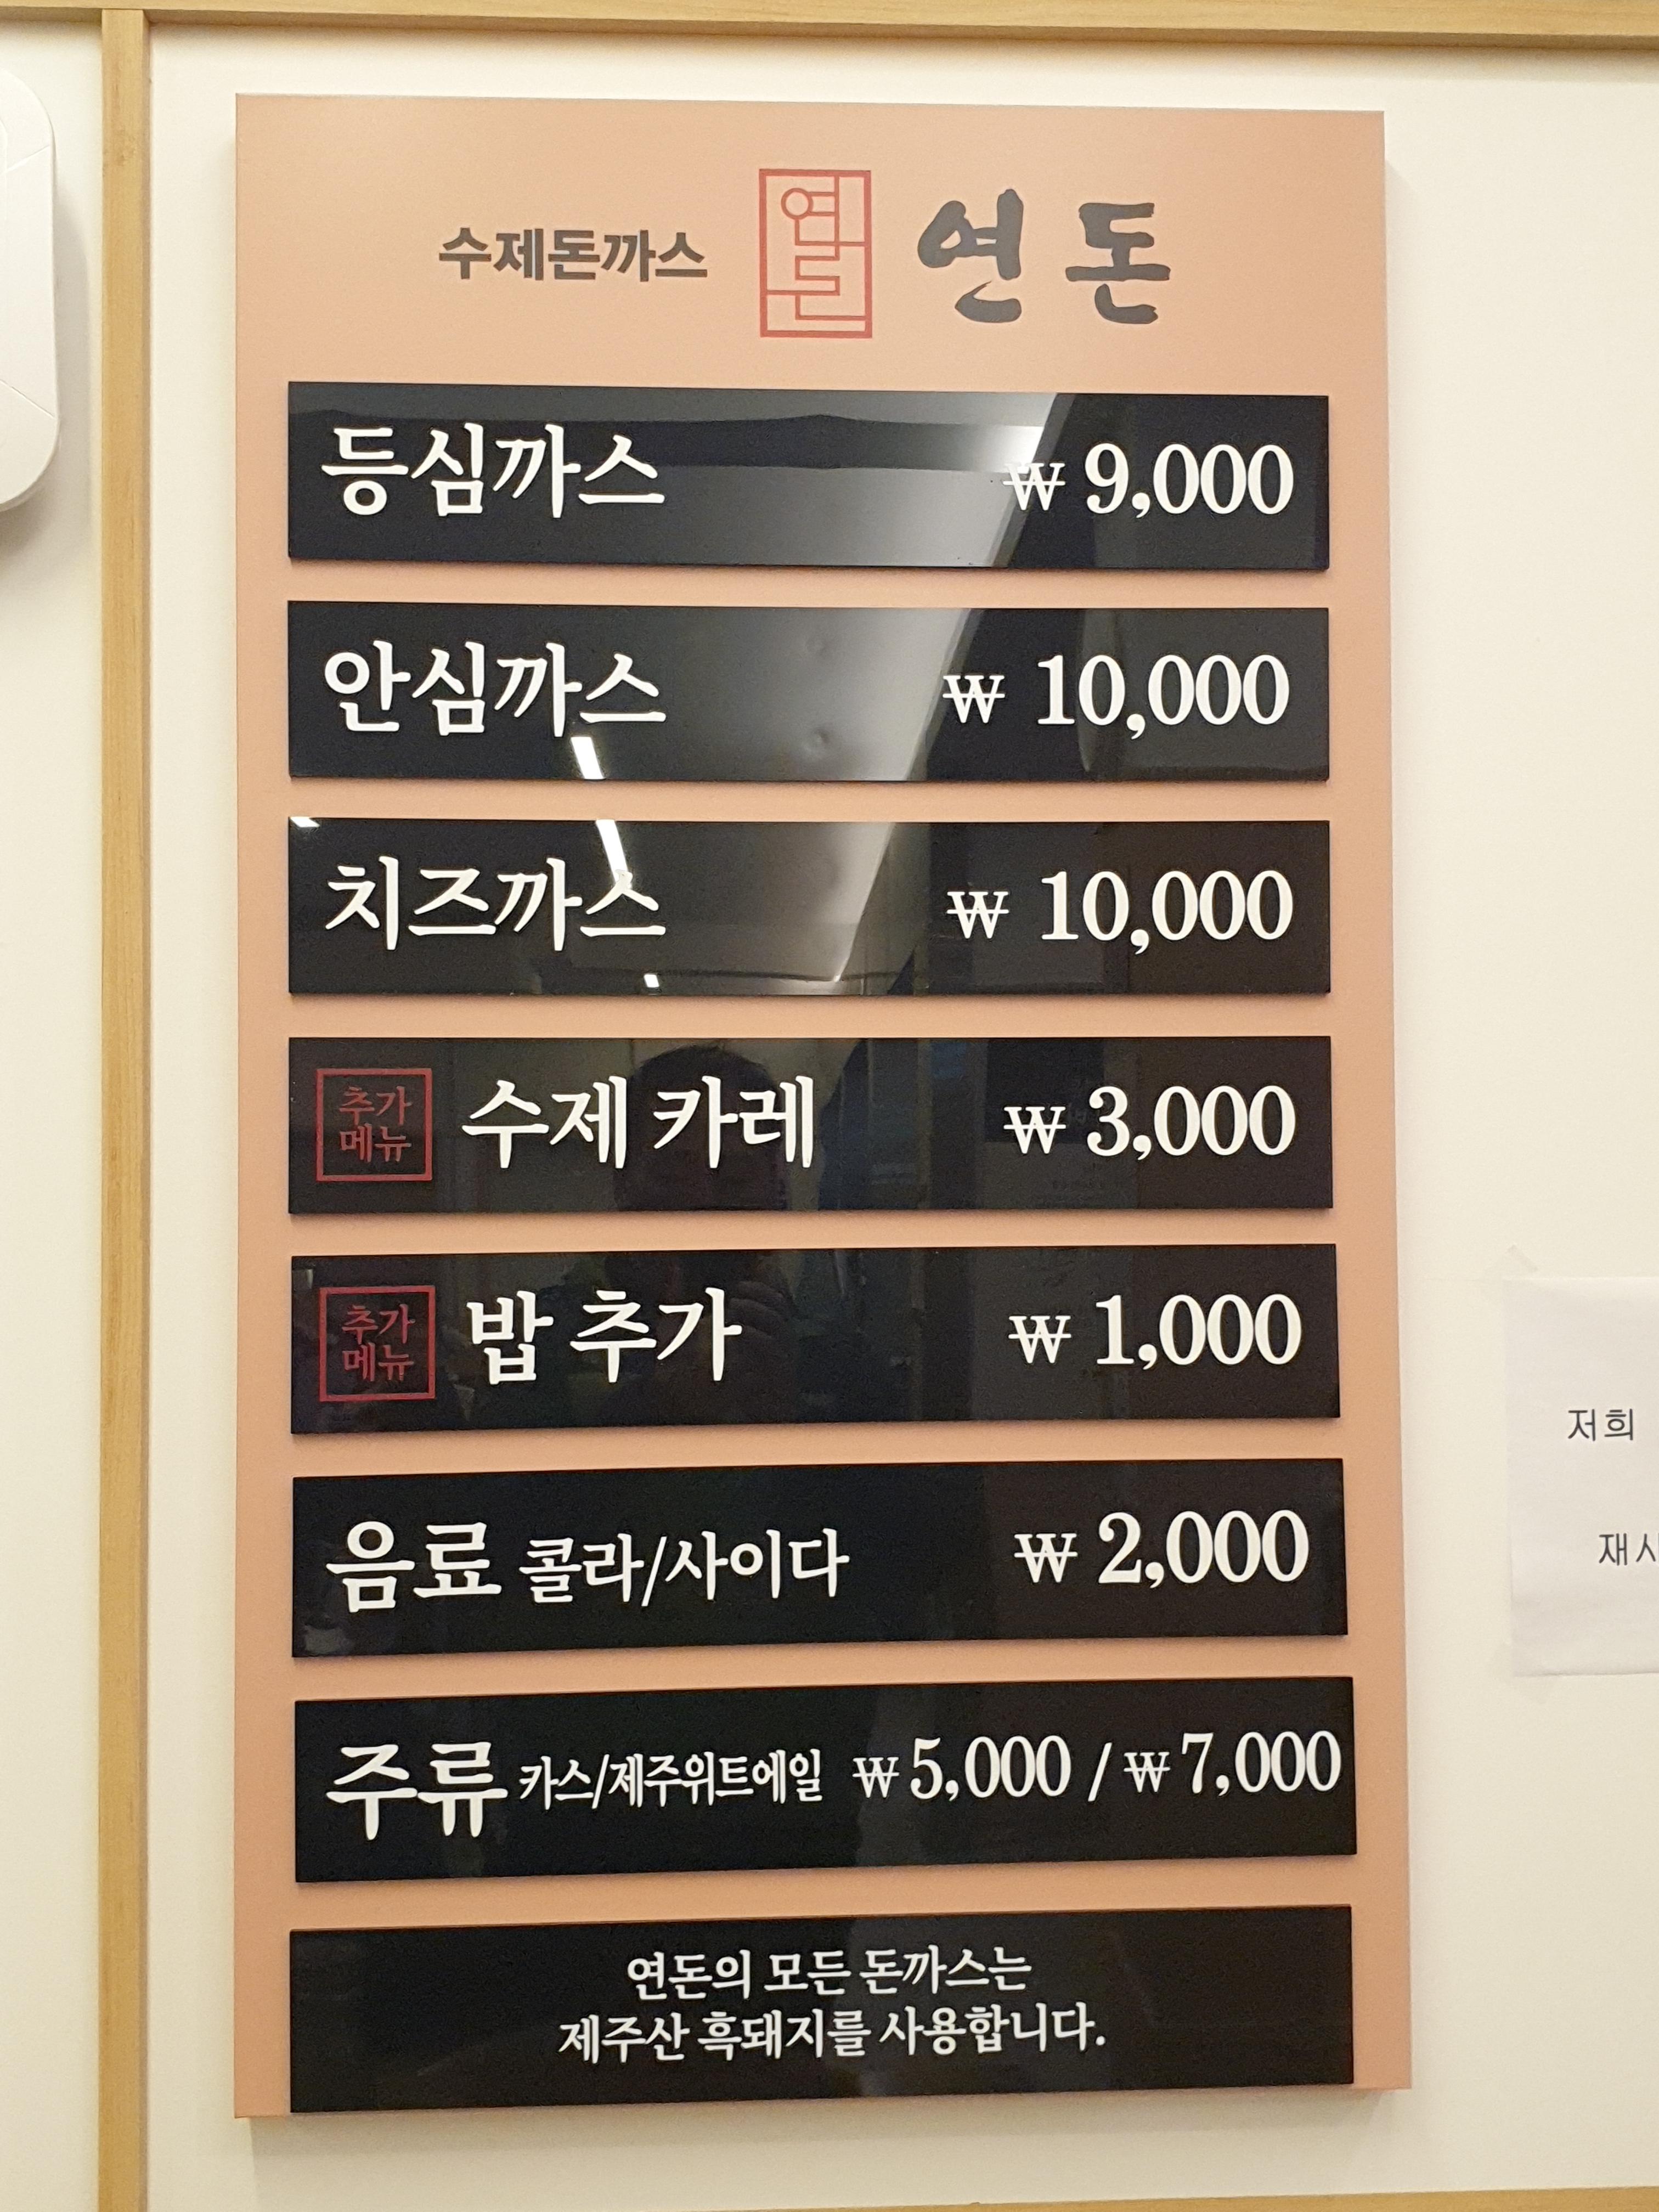 수제돈까스 연돈 연돈
등심까스 ₩ 9,000
안심까스 ₩ 10,000
치즈까스 ₩ 10,000
추가
메뉴
수제 카레 ₩ 3,000
추가
메뉴
밥 추가 ₩ 1,000
음료 콜라/사이다 ₩ 2,000
주류 카스/제주위트에일 ₩ 5,000 / ₩ 7,000
연돈의 모든 돈까스는
제주산 흑돼지를 사용합니다.
저희